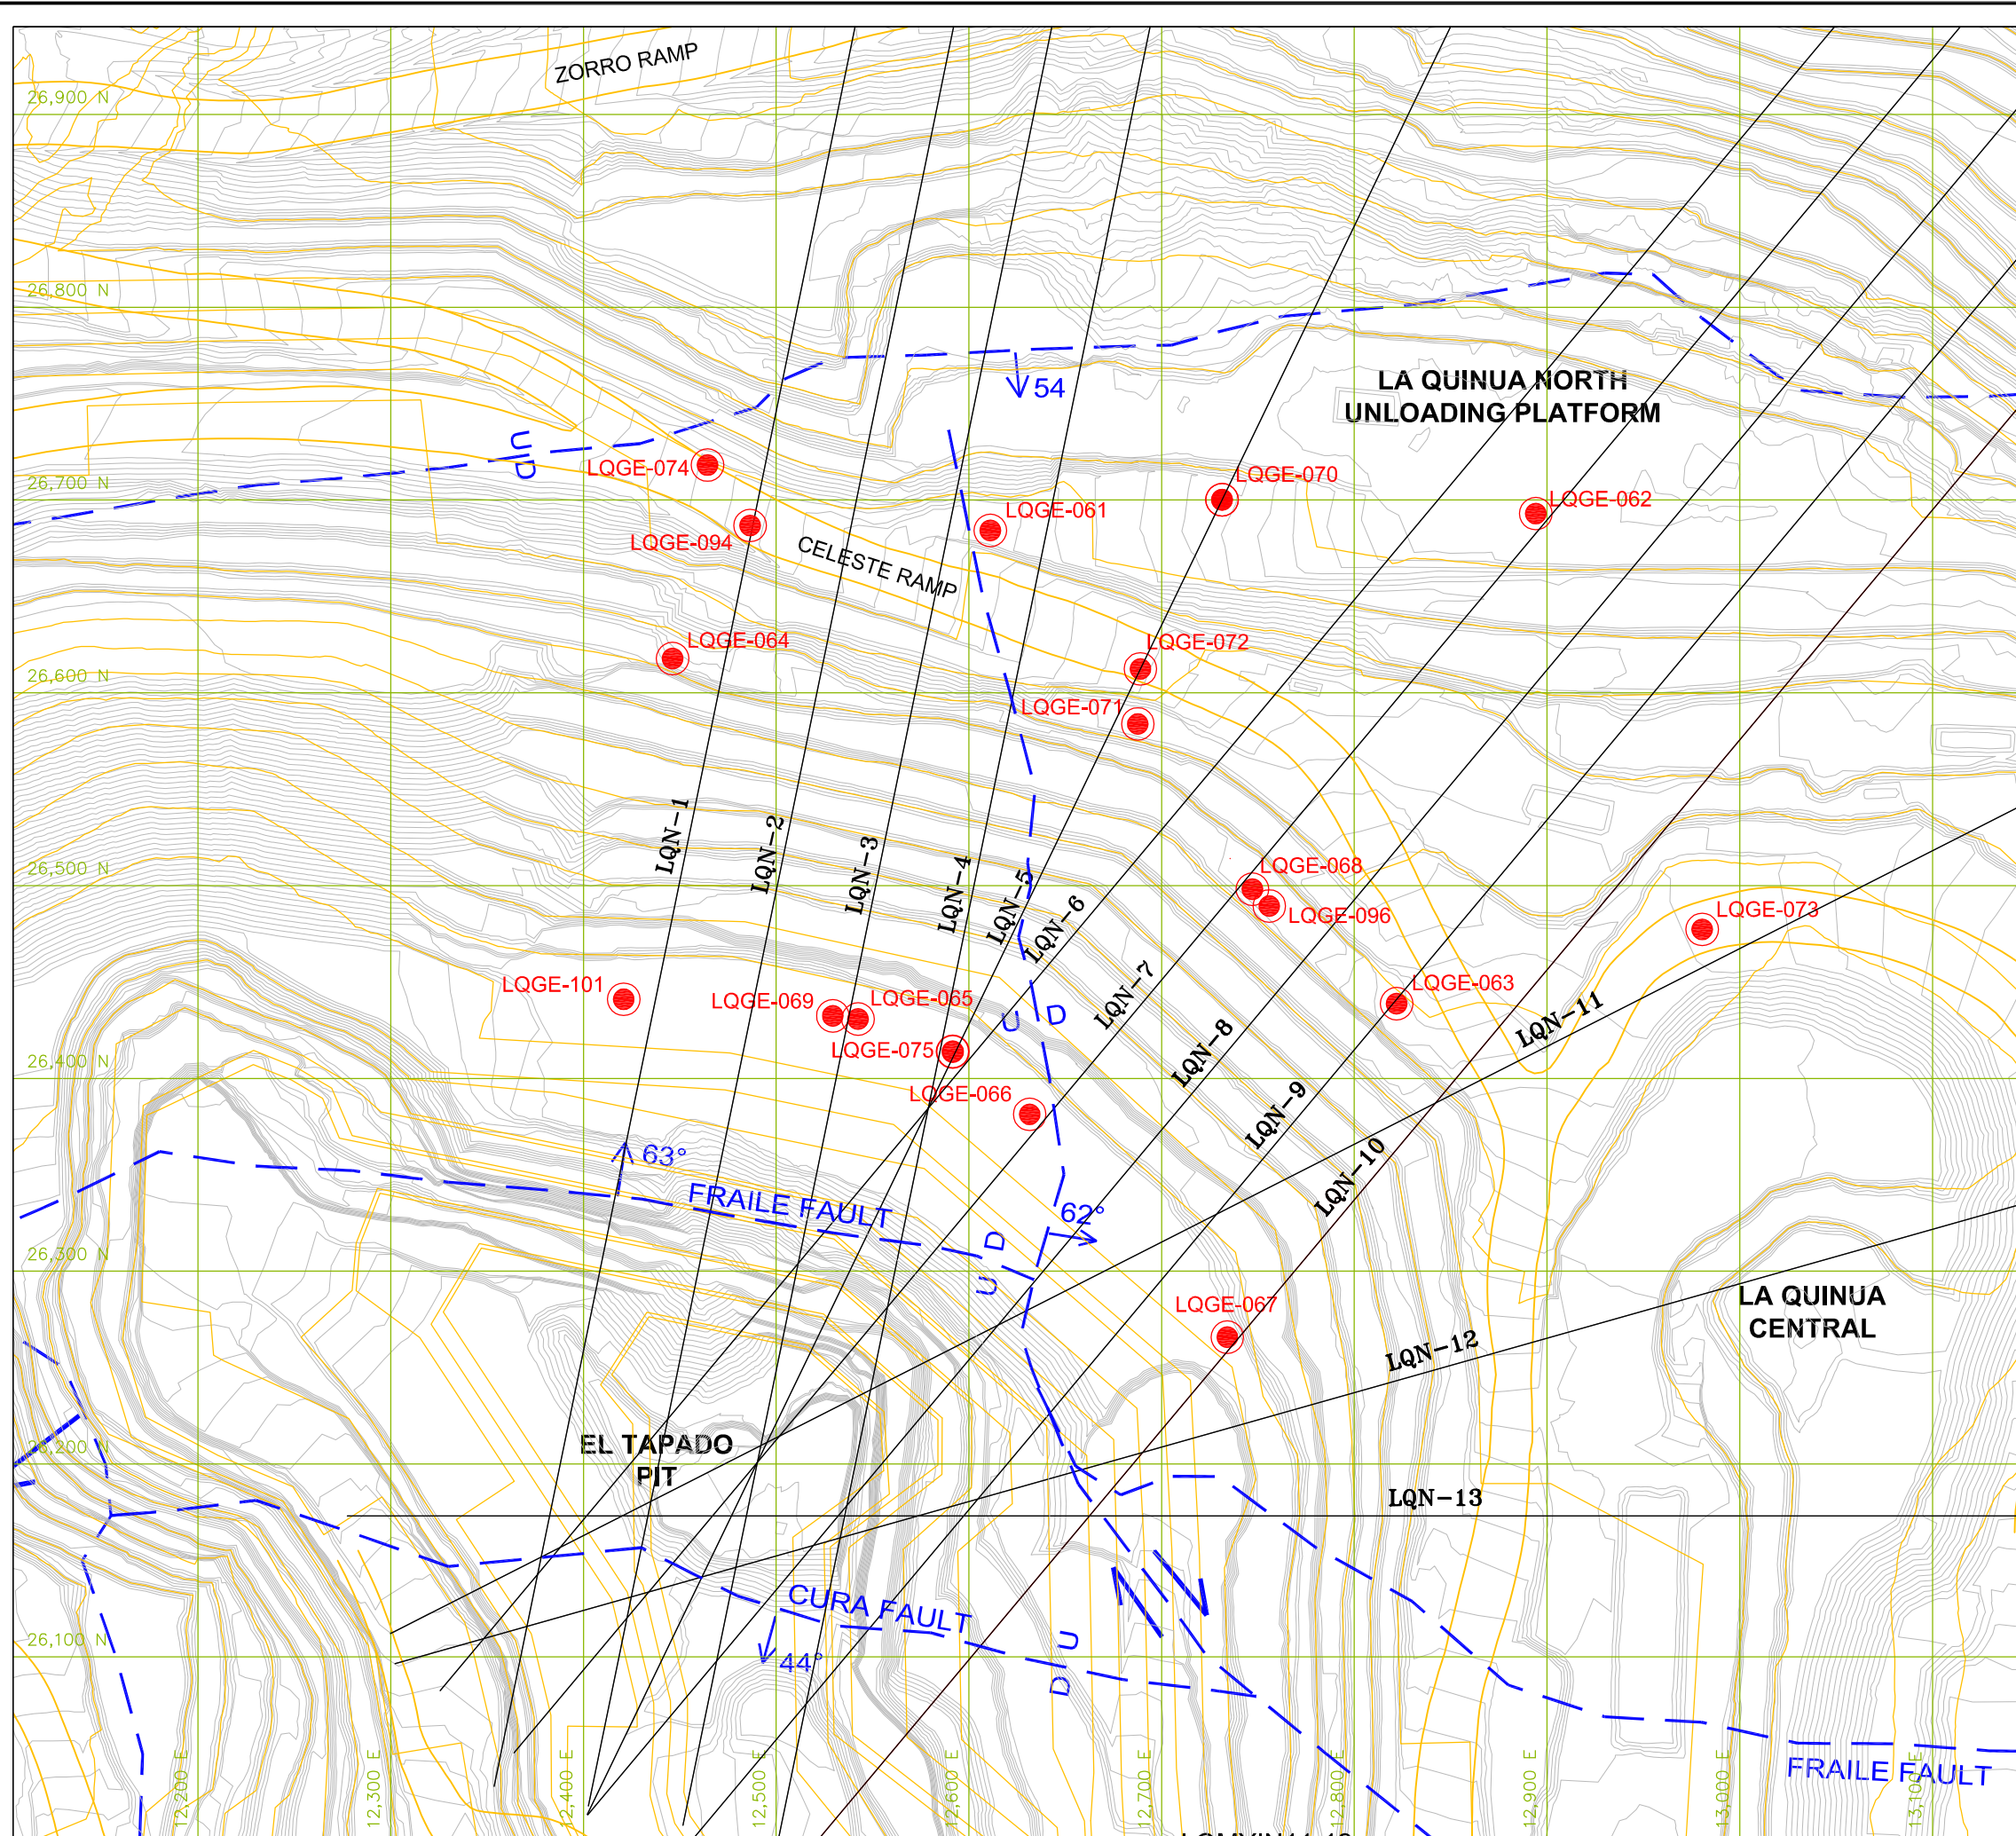 ZORRO RAMP
26,900 N
26,800 N
54
LA QUINUA NORTH
UNLOADING PLATFORM
U
D
LQGE-074
26,700 N
LQGE-070
LQGE-062
LQGE-061
LQGE-094
CELESTE RAMP
LQGE-064
LQGE-072
26,600 N
LQGE-071
LQN-1
LQN-2
LQN-3
LQN-4
LQN-5
LQN-6
26,500 N
LQGE-068
LQGE-096
LQGE-073
LQN-7
LQGE-101
LQGE-069
LQGE-065
LQGE-063
LQN-11
U D
LQN-8
LQGE-075
26,400 N
LQGE-066
LQN-9
63°
LQN-10
FRAILE FAULT
62°
26,300 N
U D
LQGE-067
LA QUINUA
CENTRAL
LQN-12
EL TAPADO
PIT
26,200 N
LQN-13
CURA FAULT
44°
D U
26,100 N
FRAILE FAULT
12,200 E
12,300 E
12,400 E
12,500 E
12,600 E
12,700 E
12,800 E
12,900 E
13,000 E
13,100 E